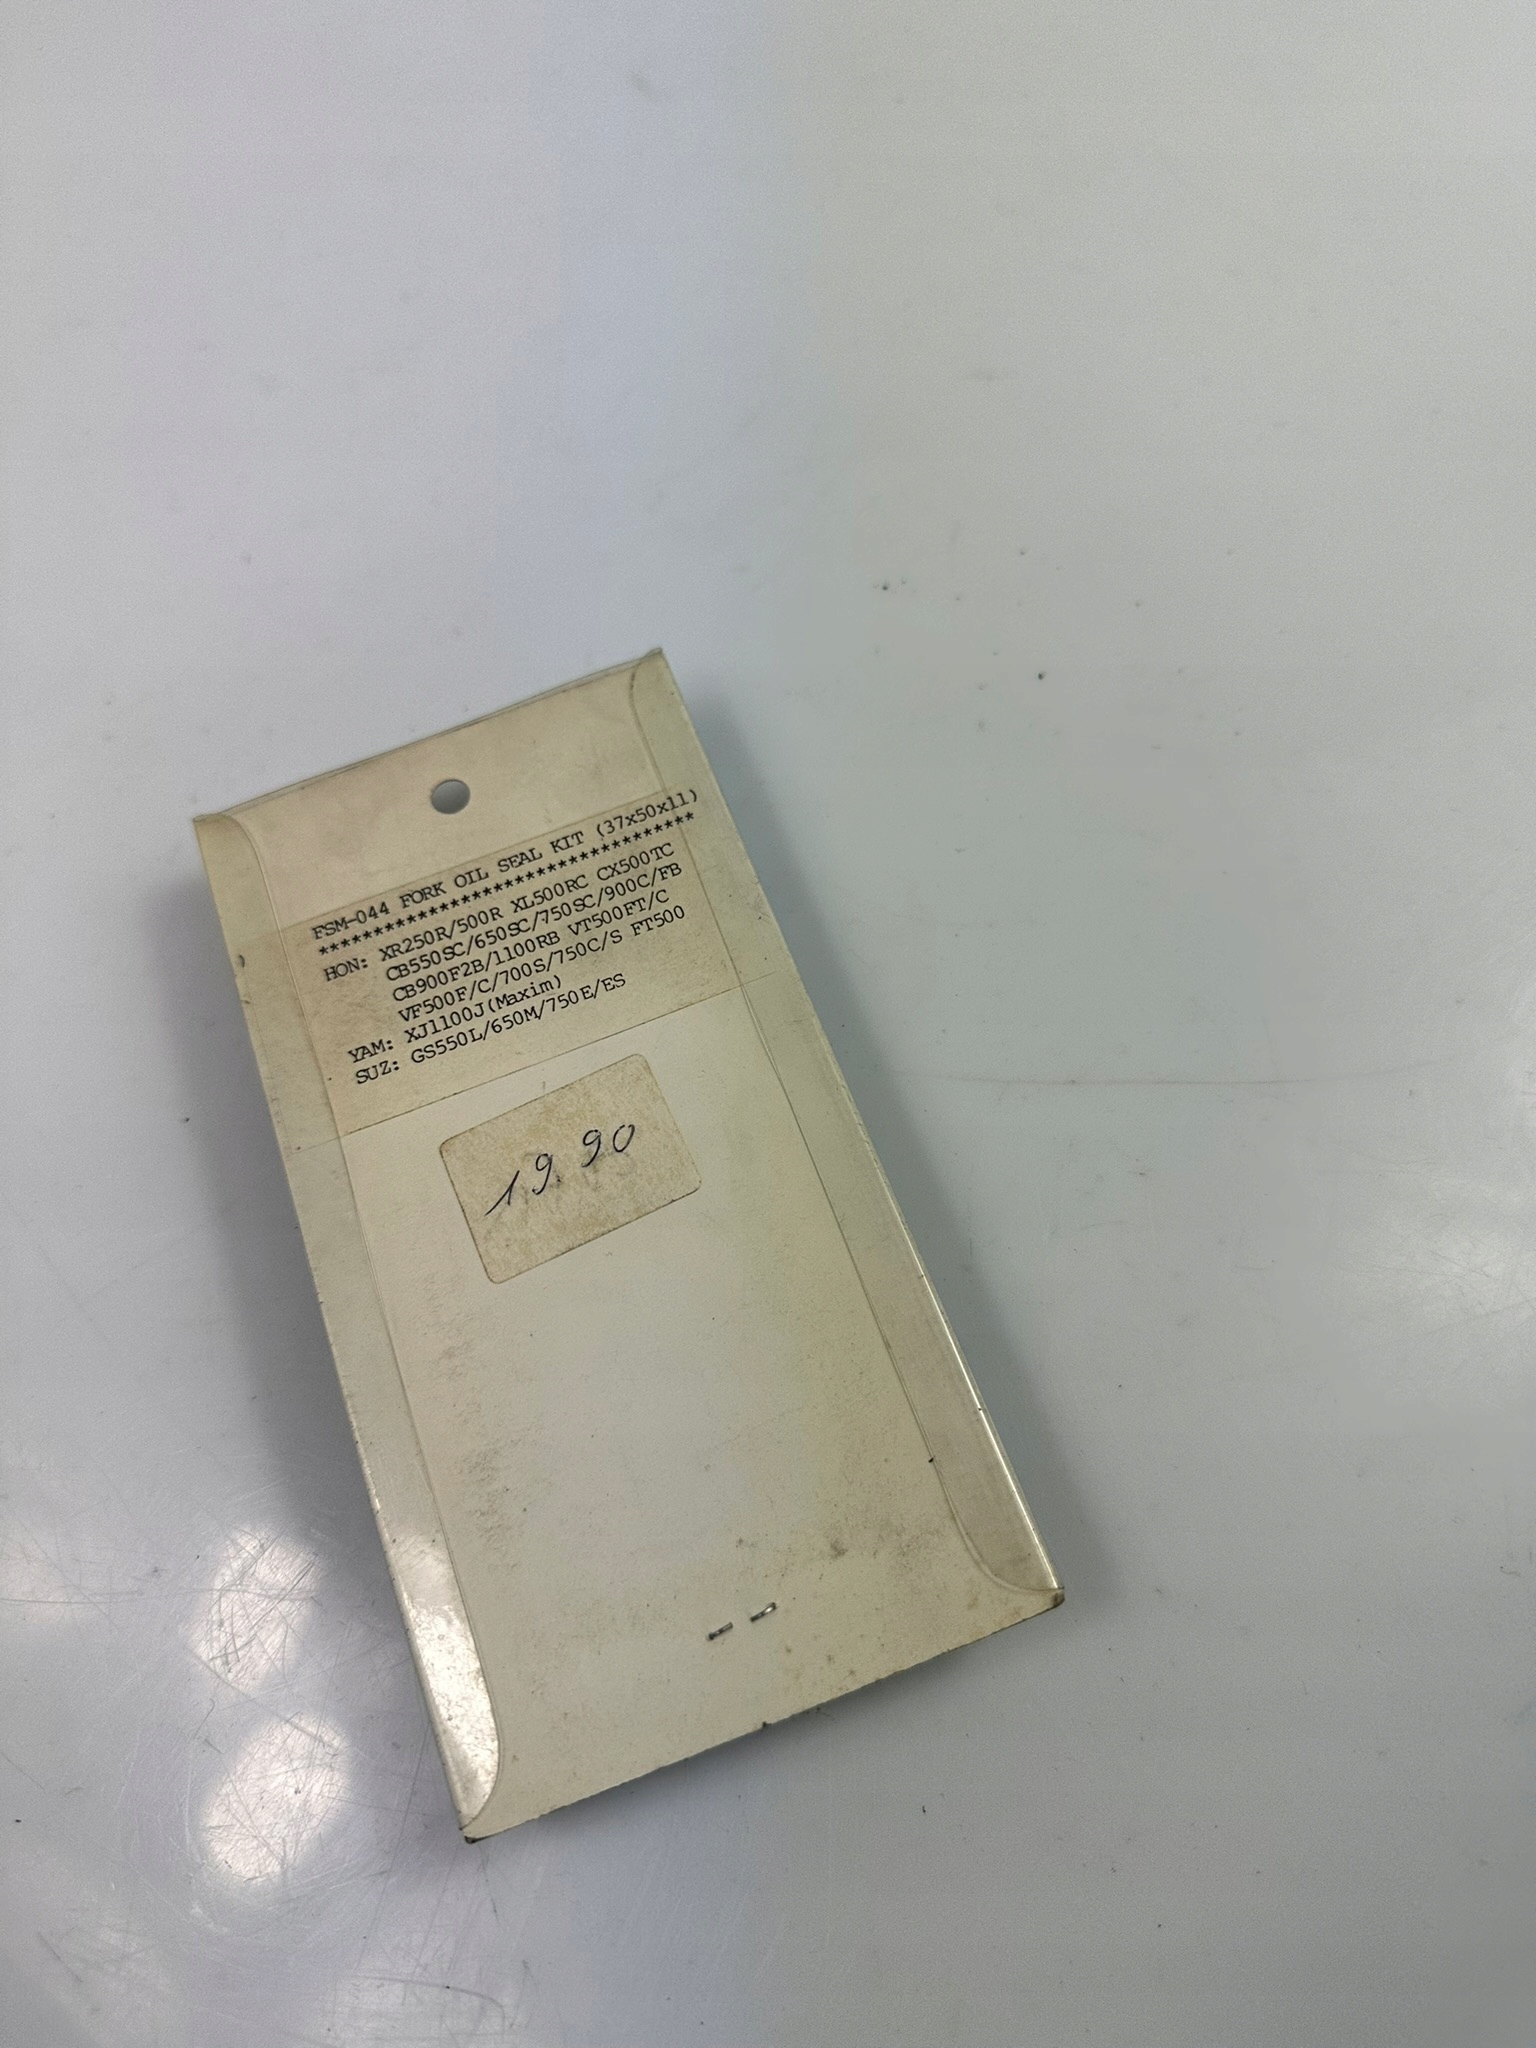 FSM-044 FORK OIL SEAL KIT (37x50x11)
**********************************
HON: XR250R/500R XL500RC CX500TC
CB550SC/650SC/750SC/900C/FB
CB900F2B/1100RB VT500FT/C
VF500F/C/700S/750C/S FT500
YAM: XJ1100J(Maxim)
SUZ: GS550L/650M/750E/ES
19.90